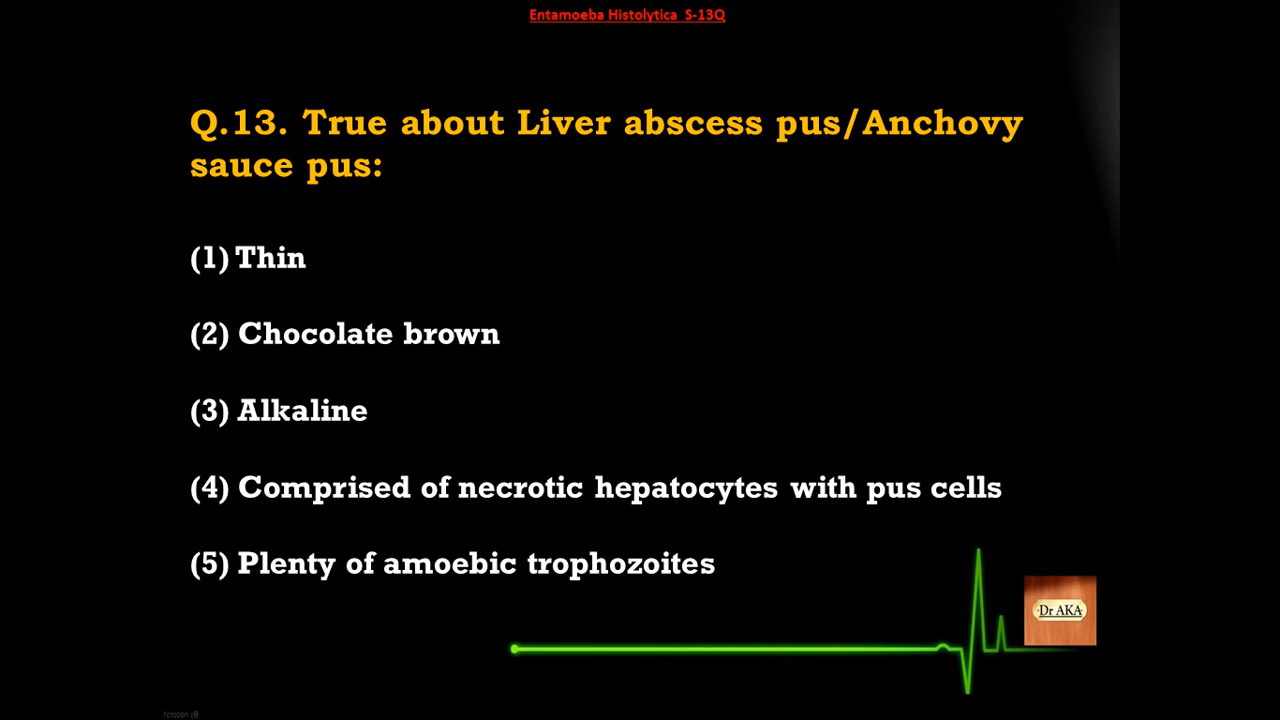 Entamoeba Histolytica S-13Q
Q.13. True about Liver abscess pus/Anchovy
sauce pus:
(1) Thin
(2) Chocolate brown
(3) Alkaline
(4) Comprised of necrotic hepatocytes with pus cells
(5) Plenty of amoebic trophozoites
Dr AKA